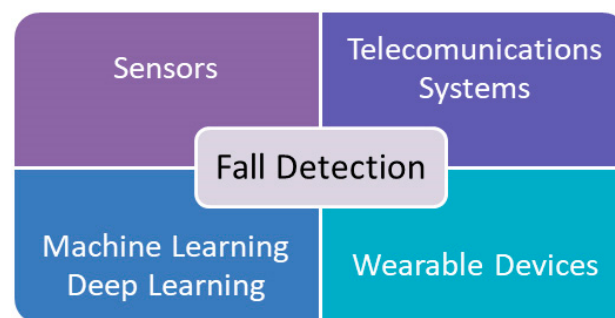 Sensors
Telecomunications
Systems
Fall Detection
Machine Learning
Deep Learning
Wearable Devices